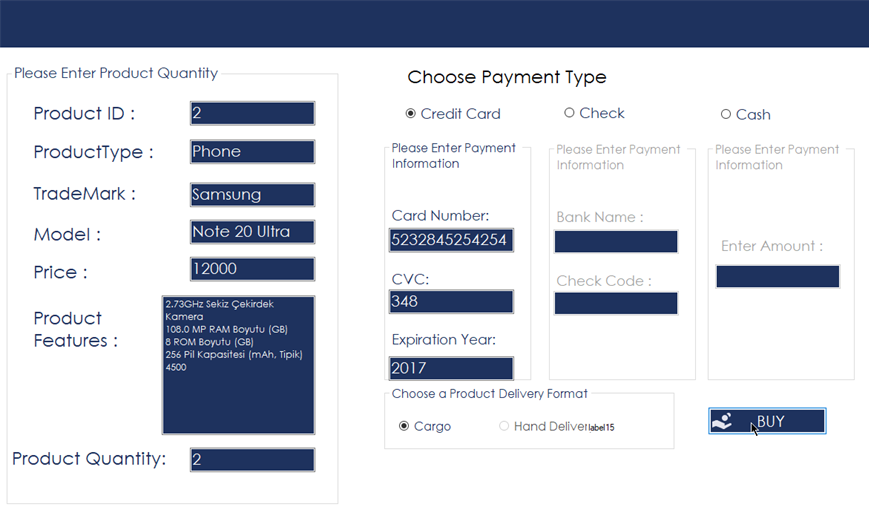 Please Enter Product Quantity
Product ID :
2
ProductType :
Phone
TradeMark :
Samsung
Model :
Note 20 Ultra
Price :
12000
Product
Features :
2.73GHz Sekiz Çekirdek
Kamera
108.0 MP RAM Boyutu (GB)
8 ROM Boyutu (GB)
256 Pil Kapasitesi (mAh, Tipik)
4500
Product Quantity:
2
Choose Payment Type
Credit Card
Check
Cash
Please Enter Payment
Information
Card Number:
5232845254254
CVC:
348
Expiration Year:
2017
Please Enter Payment
Information
Bank Name :
Check Code :
Please Enter Payment
Information
Enter Amount :
Choose a Product Delivery Format
Cargo
Hand Deliver
label15
BUY